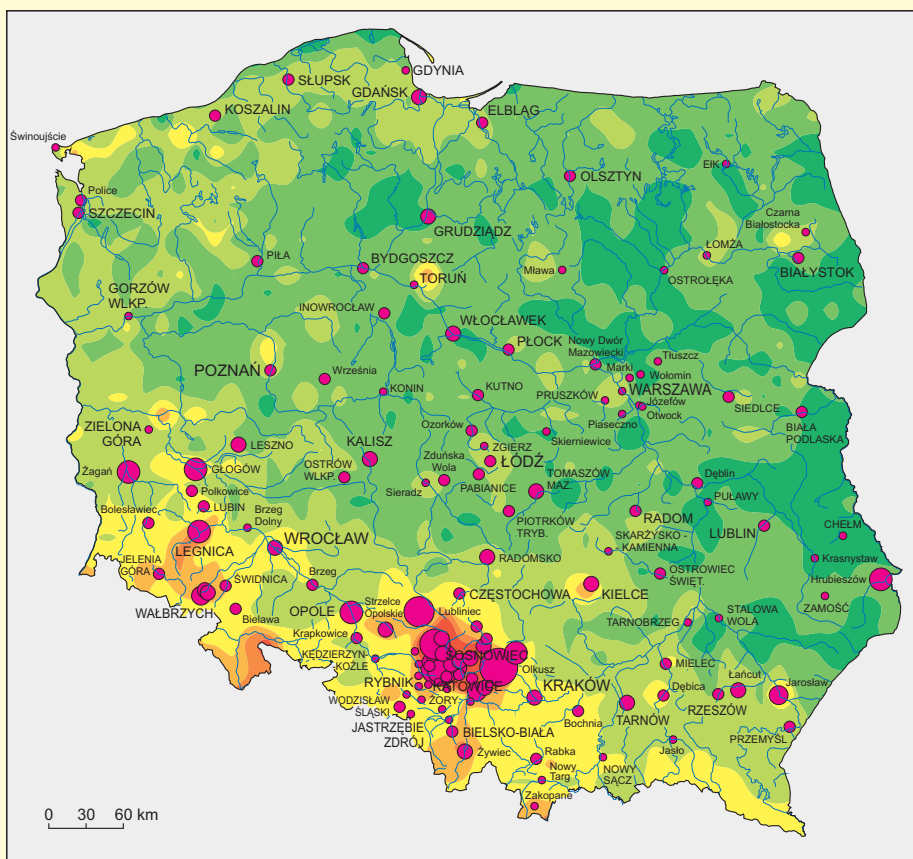 GDYNIA
SŁUPSK
GDAŃSK
KOSZALIN
ELBLĄG
Świnoujście
EŁK
OLSZTYN
Police
SZCZECIN
Czarna
Białostocka
GRUDZIADZ
ŁOMŻA
PIŁA
BYDGOSZCZ
BIAŁYSTOK
Mława
OSTROŁĘKA
TORUŃ
GORZÓW
WLKP.
INOWROCŁAW
WŁOCŁAWEK
PŁOCK
Nowy Dwór
Mazowiecki
Tłuszcz
POZNAŃ
Września
Marki
Wołomin
KONIN
KUTNO
WARSZAWA
PRUSZKÓW
Józefów
SIEDLCE
Otwock
Piaseczno
BIAŁA
PODLASKA
ZIELONA
GÓRA
LESZNO
KALISZ
Ozorków
ZGIERZ
Skierniewice
ŁÓDŹ
Żagań
GŁOGÓW
OSTRÓW
WLKP.
Zduńska
Wola
Sieradz
PABIANICE
TOMASZÓW
MAZ.
Dęblin
Polkowice
PUŁAWY
LUBIN
Bolesławiec
Brzeg
Dolny
PIOTRKÓW
TRYB.
RADOM
LUBLIN
CHEŁM
LEGNICA
WROCŁAW
SKARŻYSKO -
- KAMIENNA
RADOMSKO
Krasnystaw
JELENIA
GÓRA
ŚWIDNICA
Brzeg
OSTROWIEC
ŚWIĘT.
Hrubieszów
WAŁBRZYCH
Bielawa
OPOLE
Strzelce
Opolskie
CZĘSTOCHOWA
Lubliniec
KIELCE
ZAMOŚĆ
STALOWA
WOLA
TARNOBRZEG
Krapkowice
KĘDZIERZYN
KOŹLE
SOSNOWIEC
Olkusz
MIELEC
RYBNIK
KATOWICE
KRAKÓW
Dębica
Łańcut
Jarosław
WODZISŁAW
ŚLĄSKI
ŻORY
RZESZÓW
JASTRZĘBIE
ZDRÓJ
BIELSKO-BIAŁA
Bochnia
TARNÓW
PRZEMYŚL
Żywiec
Rabka
Jasło
Nowy
Targ
NOWY
SĄCZ
Zakopane
0 30 60 km